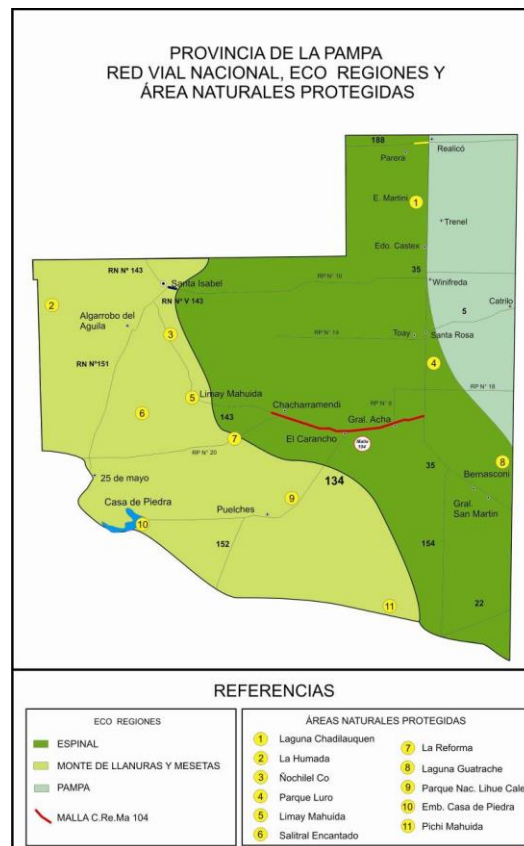 PROVINCIA DE LA PAMPA
RED VIAL NACIONAL, ECO REGIONES Y
ÁREA NATURALES PROTEGIDAS
188
Realicó
Parera
E. Martini
1
Trenel
Edo. Castex
RN Nº 143
35
Santa Isabel
RP N° 10
Winifreda
2
RN Nº V 143
5
Catrilo
Algarrobo del
Aguila
3
RP N° 14
Toay
Santa Rosa
RN Nº151
4
5
Limay Mahuida
RP N° 18
6
Chacharramendi
143
Gral. Acha
7
El Carancho
Malla
104
RP N° 20
35
8
Bernasconi
25 de mayo
134
Gral.
San Martin
Casa de Piedra
9
10
Puelches
152
154
11
22
REFERENCIAS
ECO REGIONES
ESPINAL
MONTE DE LLANURAS Y MESETAS
PAMPA
MALLA C.Re.Ma 104
ÁREAS NATURALES PROTEGIDAS
1 Laguna Chadilauquen
2 La Humada
3 Ñochilel Co
4 Parque Luro
5 Limay Mahuida
6 Salitral Encantado
7 La Reforma
8 Laguna Guatrache
9 Parque Nac. Lihue Cale
10 Emb. Casa de Piedra
11 Pichi Mahuida